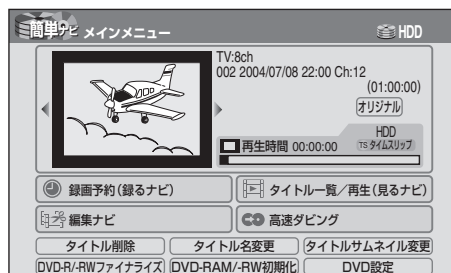 簡単ナビ メインメニュー HDD
TV:8ch
002 2004/07/08 22:00 Ch:12
(01:00:00)
オリジナル
HDD
再生時間 00:00:00 TS タイムスリップ
録画予約(録るナビ) タイトル一覧/再生(見るナビ)
編集ナビ 高速ダビング
タイトル削除 タイトル名変更 タイトルサムネイル変更
DVD-R/-RWファイナライズ DVD-RAM/-RW初期化 DVD設定